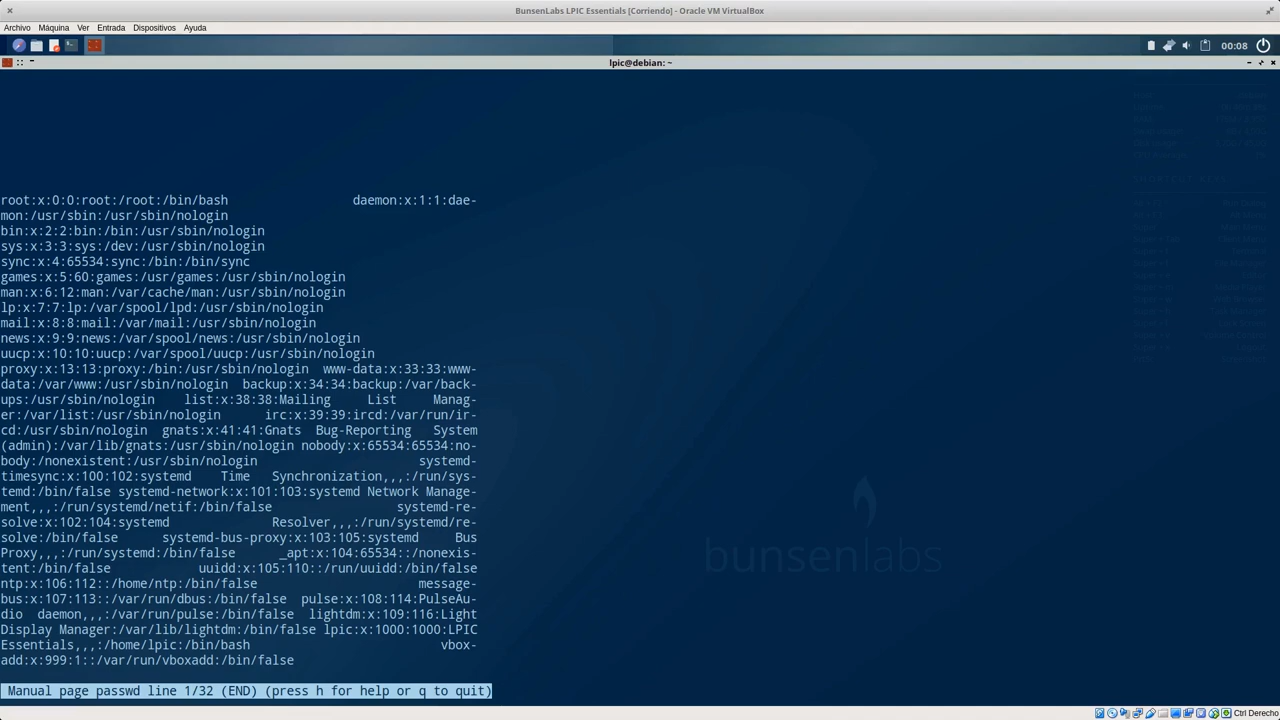 BunsenLabs LPIC Essentials [Corriendo] - Oracle VM VirtualBox
Archivo Máquina Ver Entrada Dispositivos Ayuda
00:08
lpic@debian: ~
root:x:0:0:root:/root:/bin/bash daemon:x:1:1:dae-
mon:/usr/sbin:/usr/sbin/nologin
bin:x:2:2:bin:/bin:/usr/sbin/nologin
sys:x:3:3:sys:/dev:/usr/sbin/nologin
sync:x:4:65534:sync:/bin:/bin/sync
games:x:5:60:games:/usr/games:/usr/sbin/nologin
man:x:6:12:man:/var/cache/man:/usr/sbin/nologin
lp:x:7:7:lp:/var/spool/lpd:/usr/sbin/nologin
mail:x:8:8:mail:/var/mail:/usr/sbin/nologin
news:x:9:9:news:/var/spool/news:/usr/sbin/nologin
uucp:x:10:10:uucp:/var/spool/uucp:/usr/sbin/nologin
proxy:x:13:13:proxy:/bin:/usr/sbin/nologin www-data:x:33:33:www-
data:/var/www:/usr/sbin/nologin backup:x:34:34:backup:/var/back-
ups:/usr/sbin/nologin list:x:38:38:Mailing List Manag-
er:/var/list:/usr/sbin/nologin irc:x:39:39:ircd:/var/run/ir-
cd:/usr/sbin/nologin gnats:x:41:41:Gnats Bug-Reporting System
(admin):/var/lib/gnats:/usr/sbin/nologin nobody:x:65534:65534:no-
body:/nonexistent:/usr/sbin/nologin systemd-
timesync:x:100:102:systemd Time Synchronization,,,:/run/sys-
temd:/bin/false systemd-network:x:101:103:systemd Network Manage-
ment,,,:/run/systemd/netif:/bin/false systemd-re-
solve:x:102:104:systemd Resolver,,,:/run/systemd/re-
solve:/bin/false systemd-bus-proxy:x:103:105:systemd Bus
Proxy,,,:/run/systemd:/bin/false _apt:x:104:65534::/nonexis-
tent:/bin/false uuidd:x:105:110::/run/uuidd:/bin/false
ntp:x:106:112::/home/ntp:/bin/false message-
bus:x:107:113::/var/run/dbus:/bin/false pulse:x:108:114:PulseAu-
dio daemon,,,:/var/run/pulse:/bin/false lightdm:x:109:116:Light
Display Manager:/var/lib/lightdm:/bin/false lpic:x:1000:1000:LPIC
Essentials,,,:/home/lpic:/bin/bash vbox-
add:x:999:1::/var/run/vboxadd:/bin/false
bunsenlabs
Manual page passwd line 1/32 (END) (press h for help or q to quit)
Ctrl Derecho